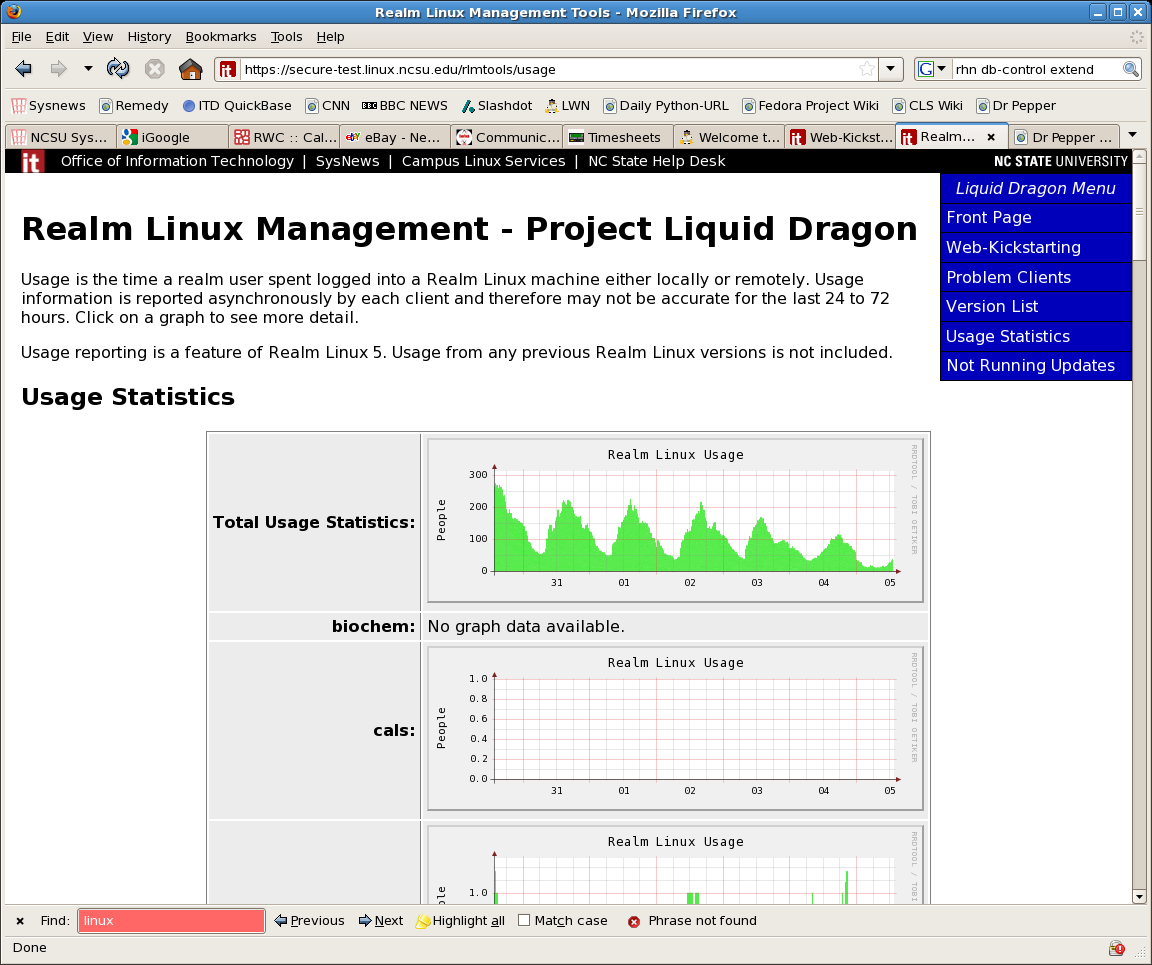 Realm Linux Management Tools - Mozilla Firefox
File Edit View History Bookmarks Tools Help
https://secure-test.linux.ncsu.edu/rlmtools/usage
rhn db-control extend
Sysnews Remedy ITD QuickBase CNN BBC NEWS Slashdot LWN Daily Python-URL Fedora Project Wiki CLS Wiki Dr Pepper
NCSU Sys... iGoogle RWC :: Cal... eBay - Ne... Communic... Timesheets Welcome t... Web-Kickst... Realm... Dr Pepper ...
it Office of Information Technology | SysNews | Campus Linux Services | NC State Help Desk NC STATE UNIVERSITY
Liquid Dragon Menu
Front Page
Web-Kickstarting
Problem Clients
Version List
Usage Statistics
Not Running Updates
Realm Linux Management - Project Liquid Dragon
Usage is the time a realm user spent logged into a Realm Linux machine either locally or remotely. Usage
information is reported asynchronously by each client and therefore may not be accurate for the last 24 to 72
hours. Click on a graph to see more detail.
Usage reporting is a feature of Realm Linux 5. Usage from any previous Realm Linux versions is not included.
Usage Statistics
Total Usage Statistics:
Realm Linux Usage
People
300
200
100
0
31 01 02 03 04 05
RRDTOOL / TOBI OETIKER
biochem: No graph data available.
cals:
Realm Linux Usage
People
1.0
0.8
0.6
0.4
0.2
0.0
31 01 02 03 04 05
RRDTOOL / TOBI OETIKER
Realm Linux Usage
1.0
RRDTOOL / TOBI OETIKER
Find: linux Previous Next Highlight all Match case Phrase not found
Done